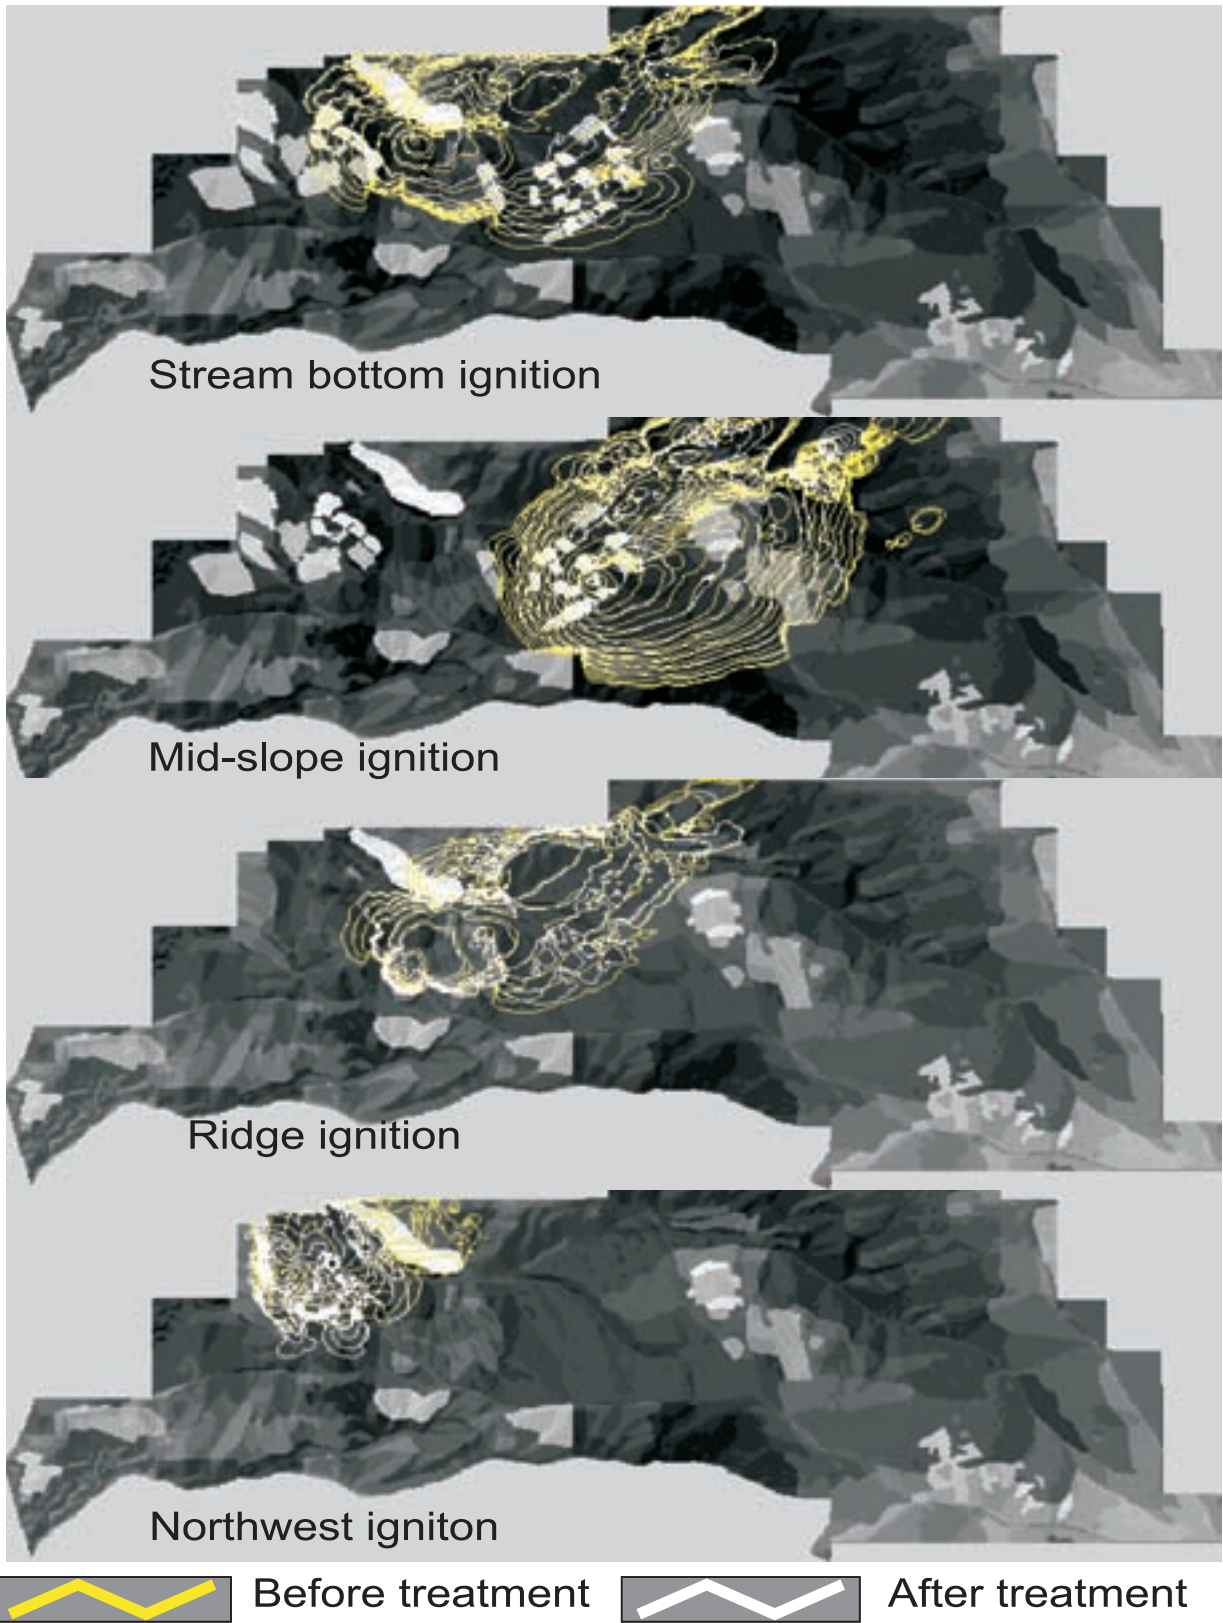 Stream bottom ignition
Mid-slope ignition
Ridge ignition
Northwest igniton
Before treatment After treatment